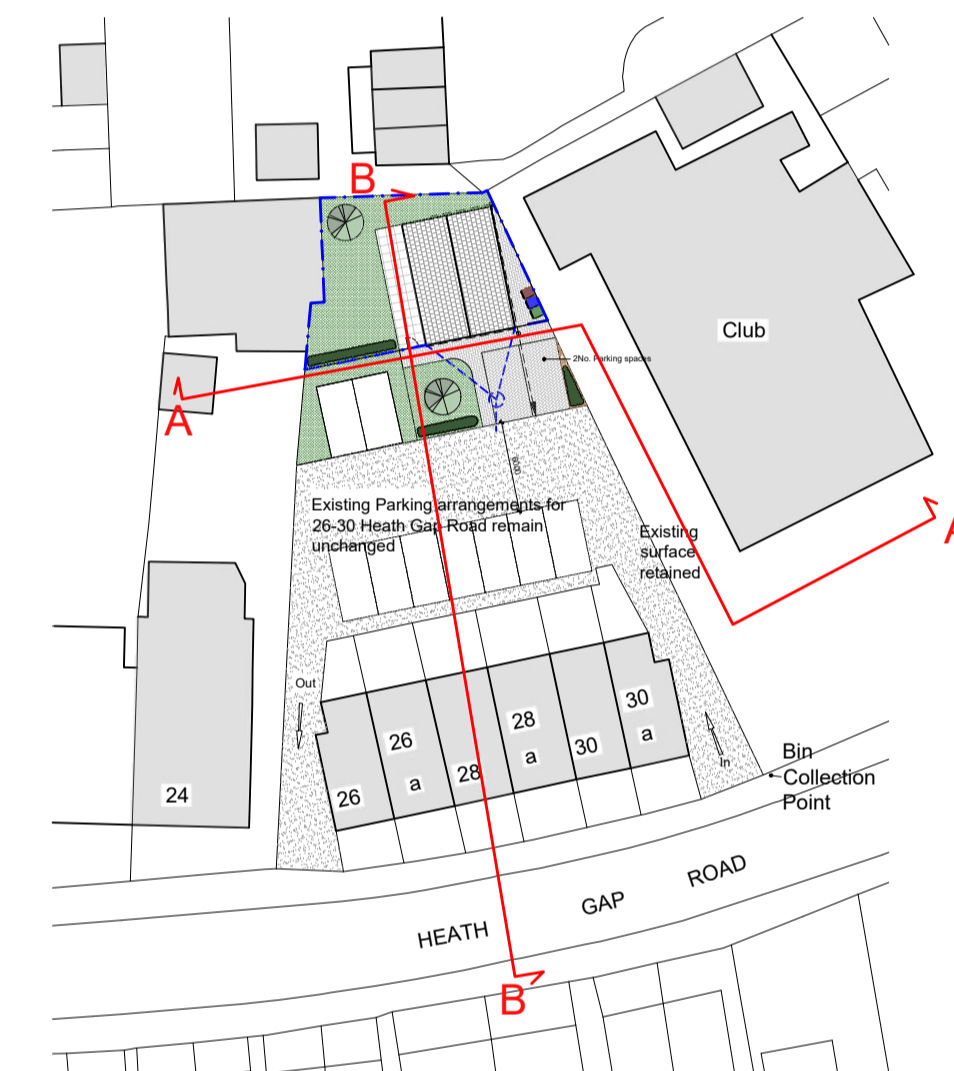 B
Club
2No. Parking spaces
A
Existing Parking arrangements for
26-30 Heath Gap Road remain
unchanged
Existing
surface
retained
A
Out
In
30
a
28
a
30
26
a
28
26
24
Bin
Collection
Point
HEATH GAP ROAD
B